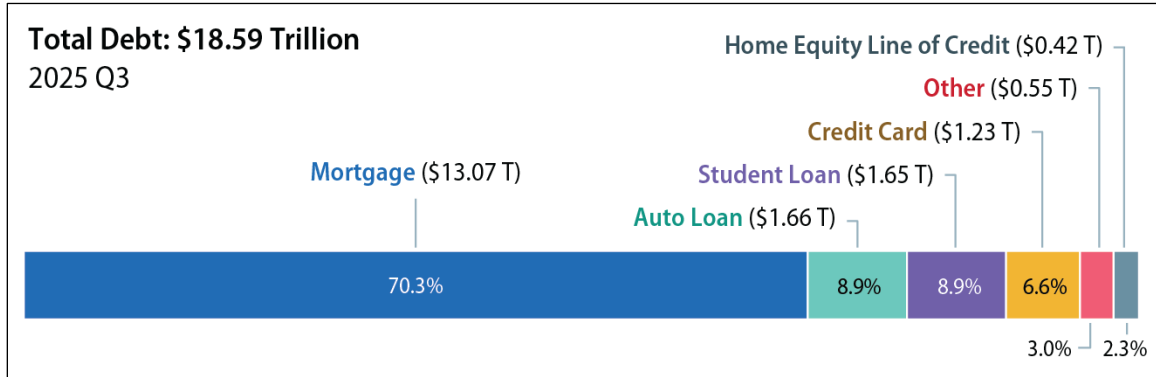 Total Debt: $18.59 Trillion
2025 Q3
Home Equity Line of Credit ($0.42 T)
Other ($0.55 T)
Credit Card ($1.23 T)
Mortgage ($13.07 T)
Student Loan ($1.65 T)
Auto Loan ($1.66 T)
70.3%
8.9%
8.9%
6.6%
3.0%
2.3%